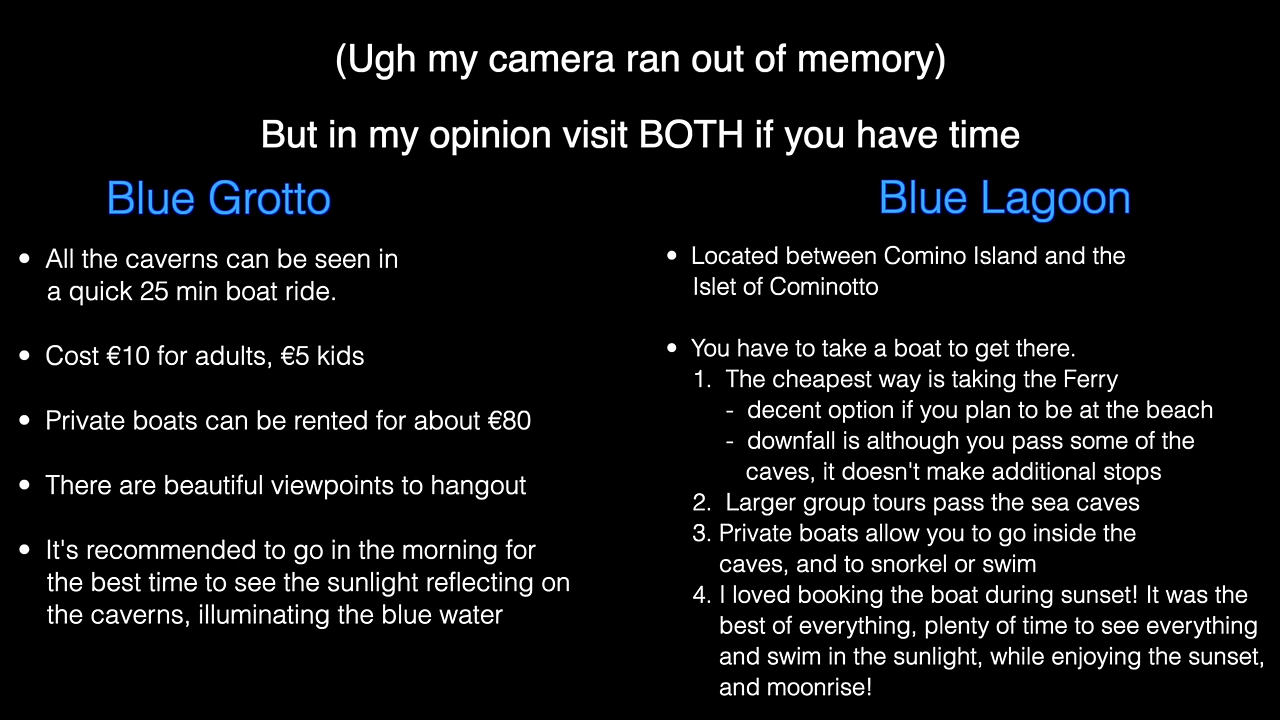 (Ugh my camera ran out of memory)
But in my opinion visit BOTH if you have time
Blue Grotto
• All the caverns can be seen in
a quick 25 min boat ride.
• Cost €10 for adults, €5 kids
• Private boats can be rented for about €80
• There are beautiful viewpoints to hangout
• It's recommended to go in the morning for
the best time to see the sunlight reflecting on
the caverns, illuminating the blue water
Blue Lagoon
• Located between Comino Island and the
Islet of Cominotto
• You have to take a boat to get there.
1. The cheapest way is taking the Ferry
- decent option if you plan to be at the beach
- downfall is although you pass some of the
caves, it doesn't make additional stops
2. Larger group tours pass the sea caves
3. Private boats allow you to go inside the
caves, and to snorkel or swim
4. I loved booking the boat during sunset! It was the
best of everything, plenty of time to see everything
and swim in the sunlight, while enjoying the sunset,
and moonrise!